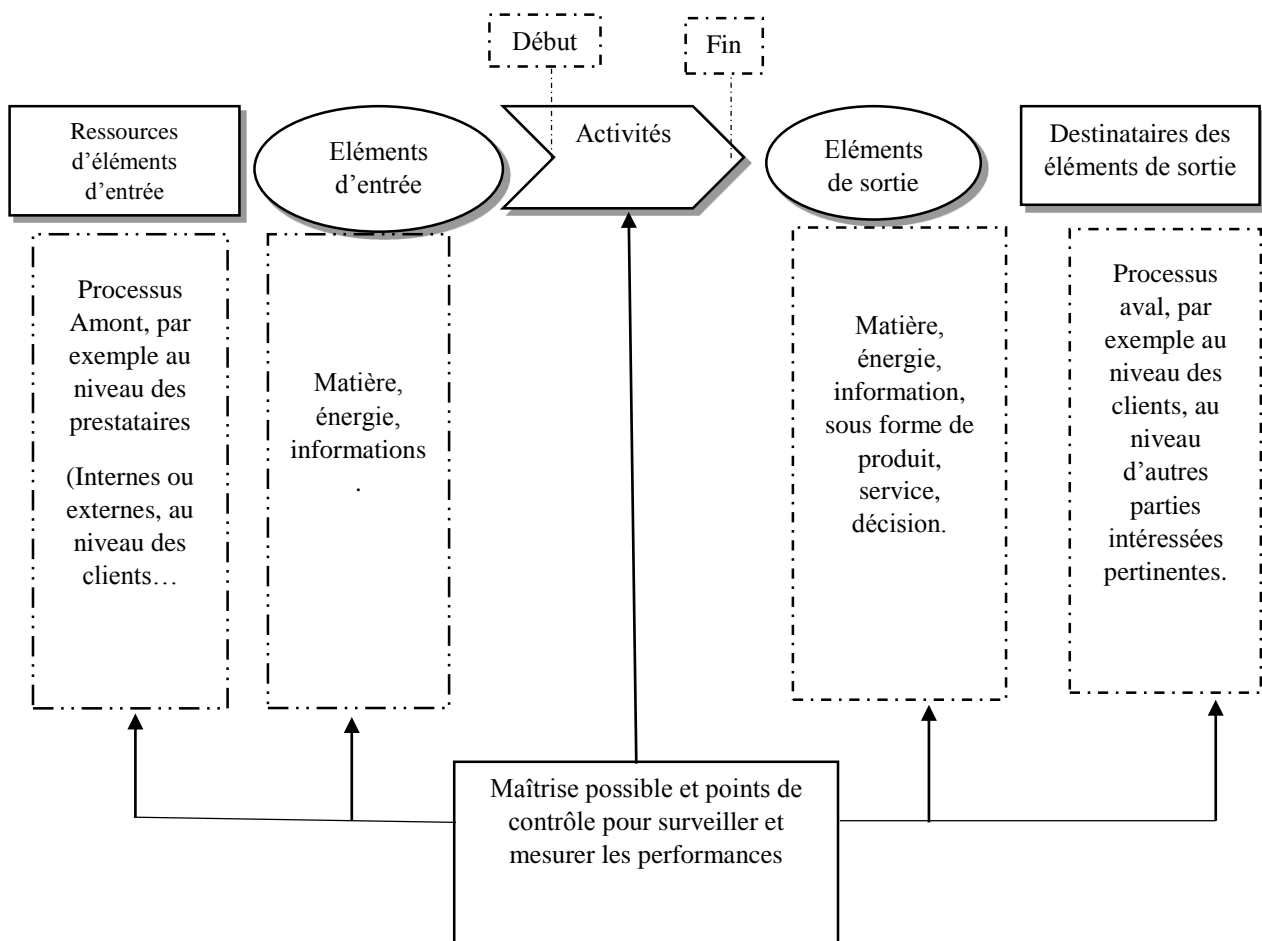 Début
Fin
Ressources
d'éléments
d'entrée
Eléments
d'entrée
Activités
Eléments
de sortie
Destinataires des
éléments de sortie
Processus
Amont, par
exemple au
niveau des
prestataires
(Internes ou
externes, au
niveau des
clients…
Matière,
énergie,
informations
.
Matière,
énergie,
information,
sous forme de
produit,
service,
décision.
Processus
aval, par
exemple au
niveau des
clients, au
niveau
d'autres
parties
intéressées
pertinentes.
Maîtrise possible et points de
contrôle pour surveiller et
mesurer les performances